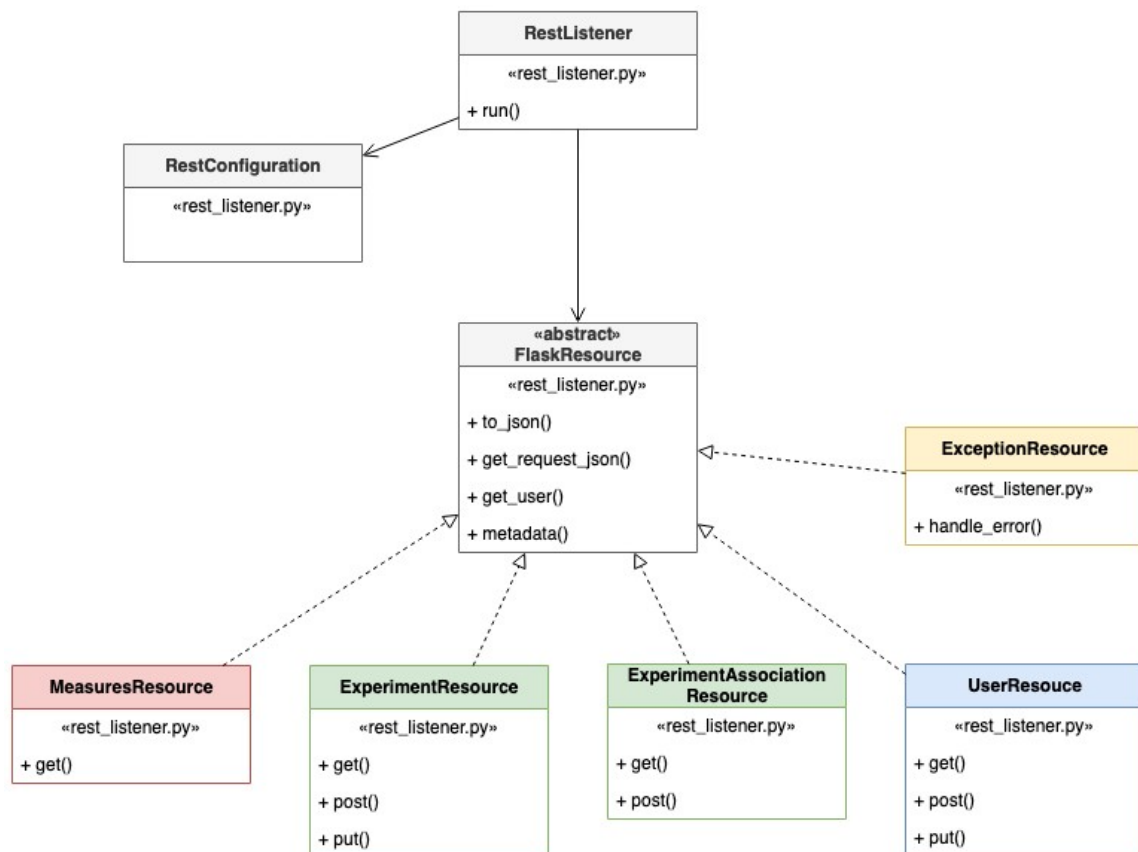 RestListener
«rest_listener.py»
+ run()
RestConfiguration
«rest_listener.py»
«abstract»
FlaskResource
«rest_listener.py»
+ to_json()
+ get_request_json()
+ get_user()
+ metadata()
ExceptionResource
«rest_listener.py»
+ handle_error()
MeasuresResource
«rest_listener.py»
+ get()
ExperimentResource
«rest_listener.py»
+ get()
+ post()
+ put()
ExperimentAssociation
Resource
«rest_listener.py»
+ get()
+ post()
UserResouce
«rest_listener.py»
+ get()
+ post()
+ put()